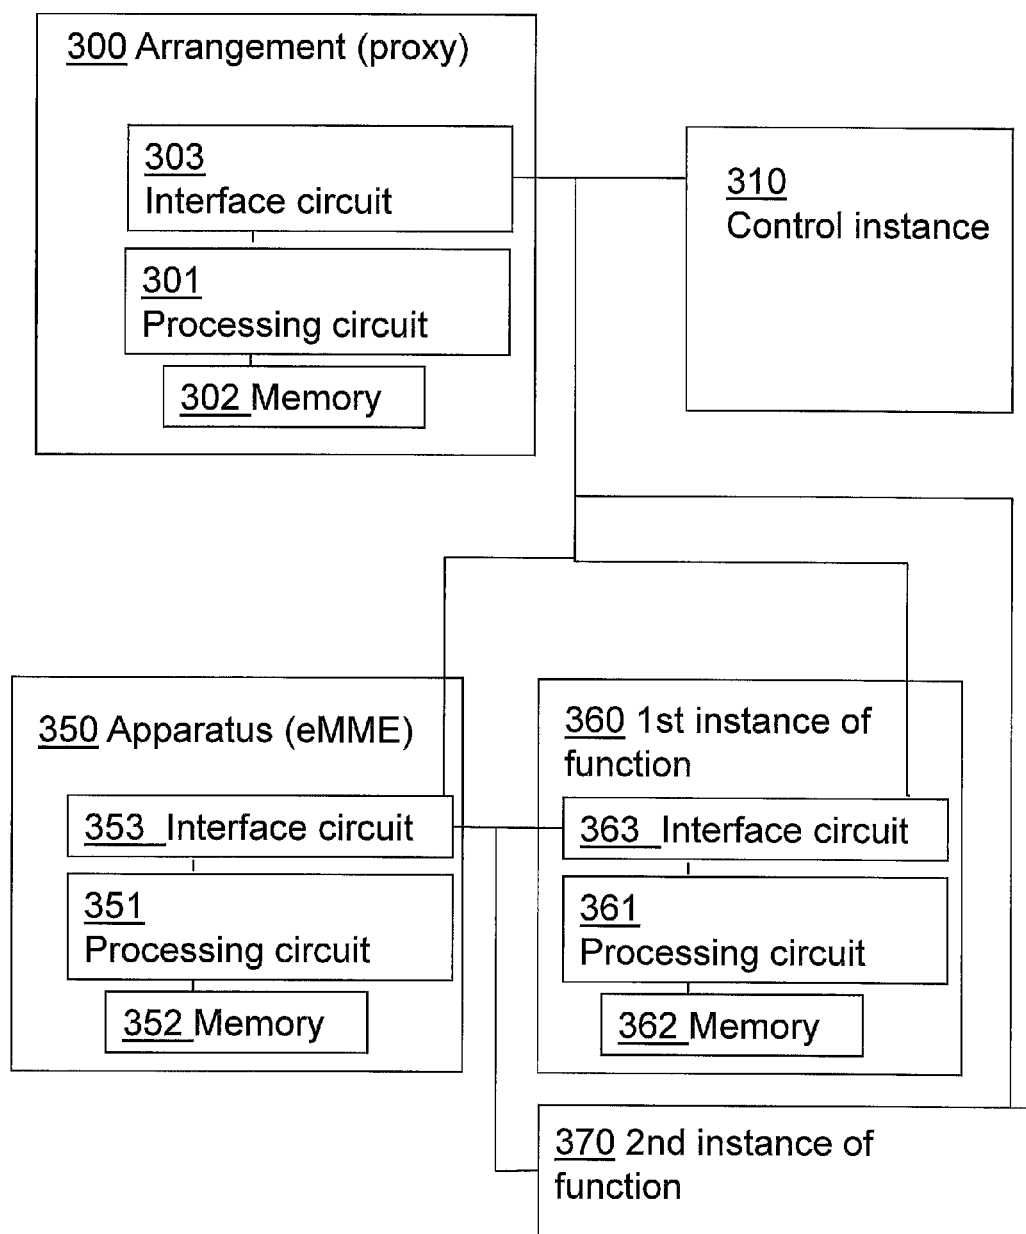 300 Arrangement (proxy)
303
Interface circuit
301
Processing circuit
302 Memory
310
Control instance
350 Apparatus (eMME)
353 Interface circuit
351
Processing circuit
352 Memory
360 1st instance of
function
363 Interface circuit
361
Processing circuit
362 Memory
370 2nd instance of
function